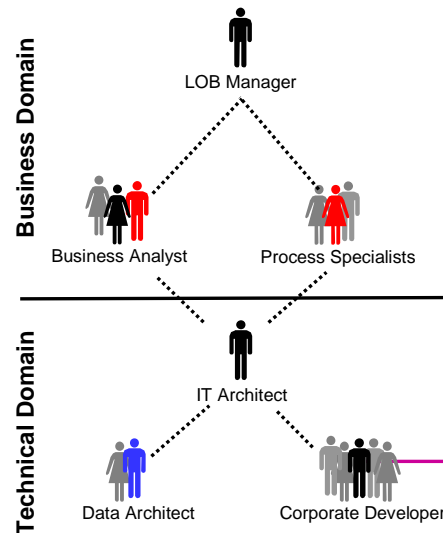 Business Domain
LOB Manager
Business Analyst
Process Specialists
Technical Domain
IT Architect
Data Architect
Corporate Developer